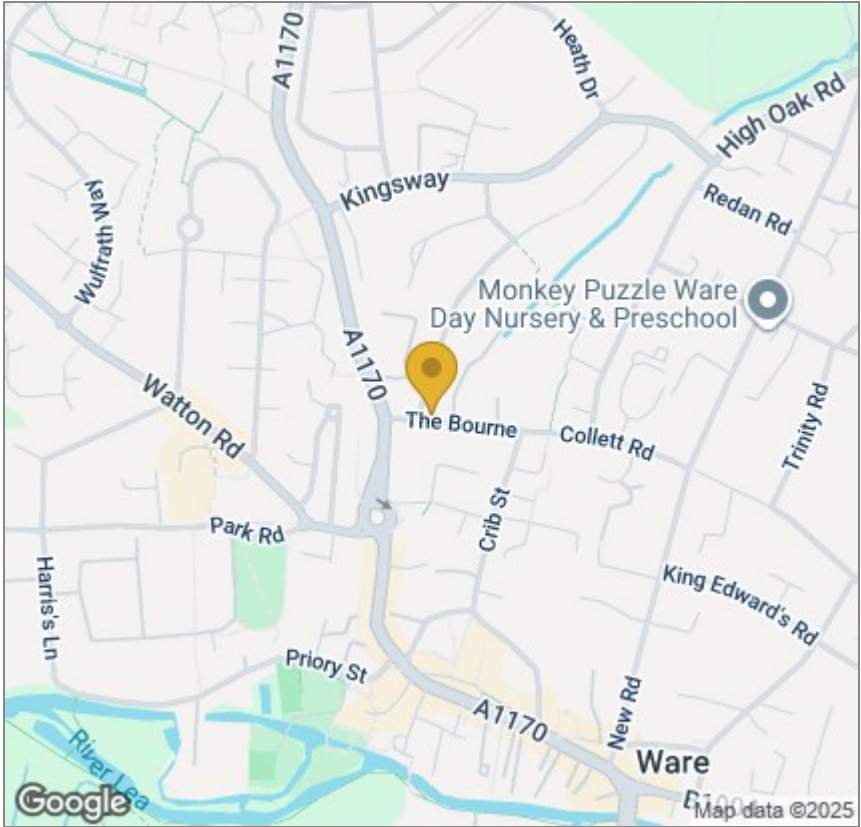 A1170
Heath Dr
High Oak Rd
Kingsway
Redan Rd
Wulfrath Way
Monkey Puzzle Ware
Day Nursery & Preschool
A1170
Watton Rd
The Bourne
Collett Rd
Trinity Rd
Crib St
Park Rd
Harris's Ln
King Edward's Rd
Priory St
A1170
New Rd
River Lea
Ware
Google
Map data ©2025